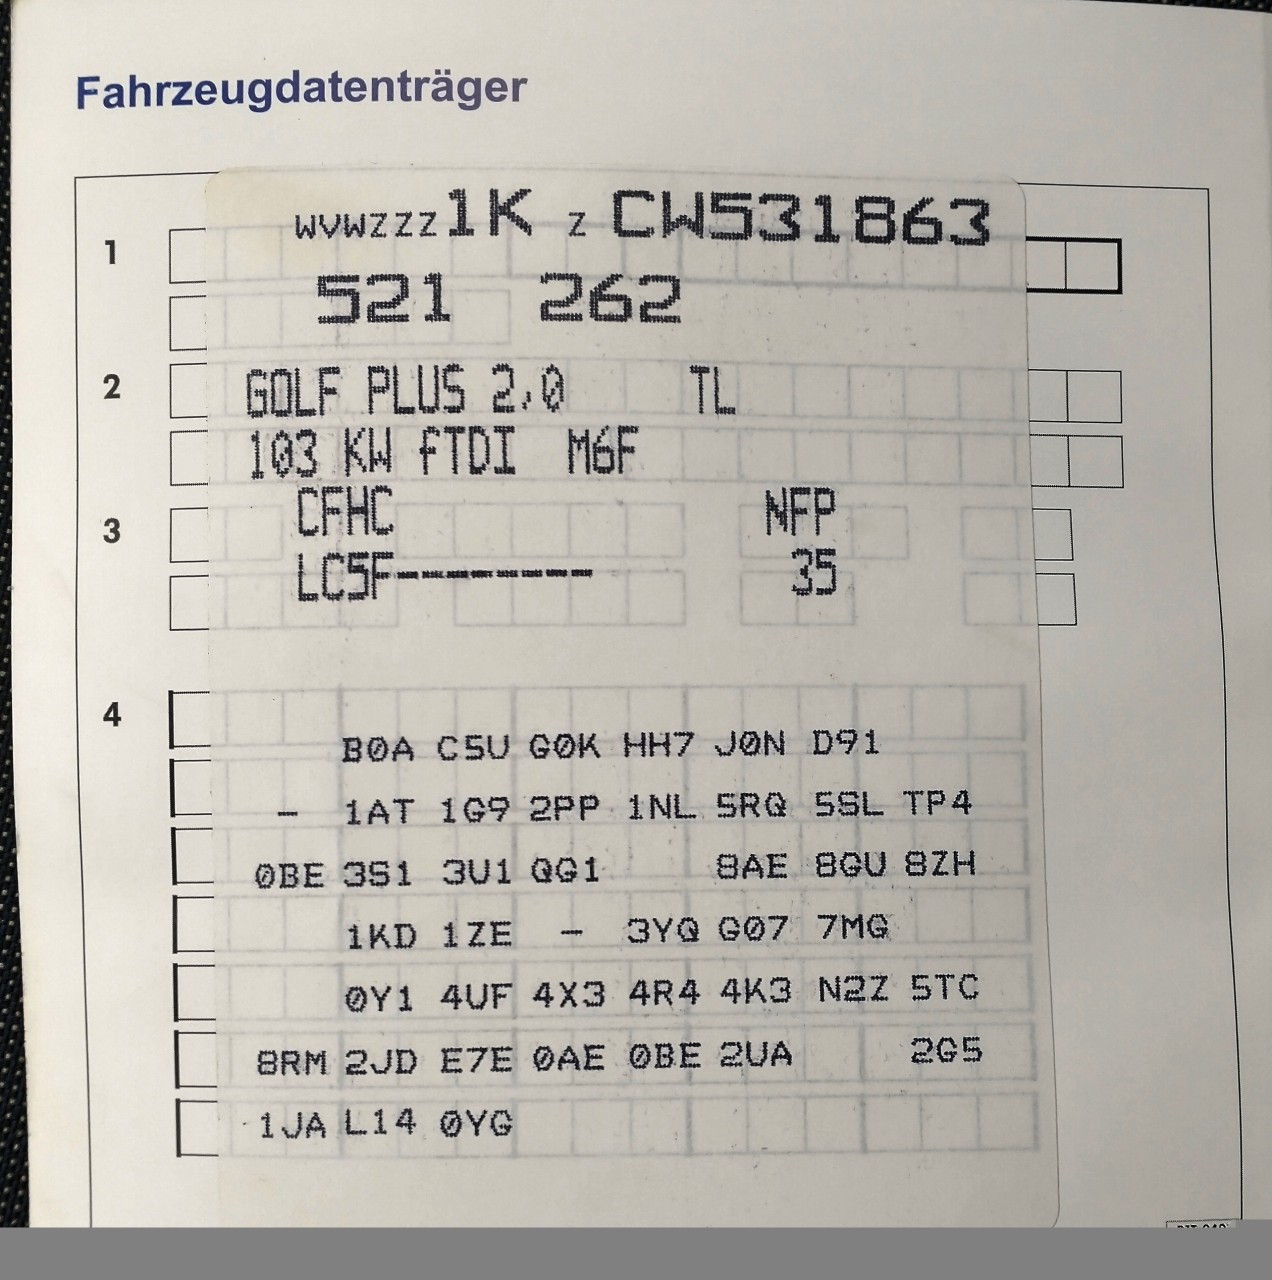 Fahrzeugdatenträger
1
WVWZZZ1K Z CW531863
521 262
2
GOLF PLUS 2,0 TL
103 KW fTDI M6F
3
CFHC NFP
LC5F--------- 35
4
B0A C5U G0K HH7 J0N D91
- 1AT 1G9 2PP 1NL 5RQ 5SL TP4
0BE 3S1 3U1 QG1 8AE 8GU 8ZH
1KD 1ZE - 3YQ G07 7MG
0Y1 4UF 4X3 4R4 4K3 N2Z 5TC
8RM 2JD E7E 0AE 0BE 2UA 2G5
1JA L14 0YG